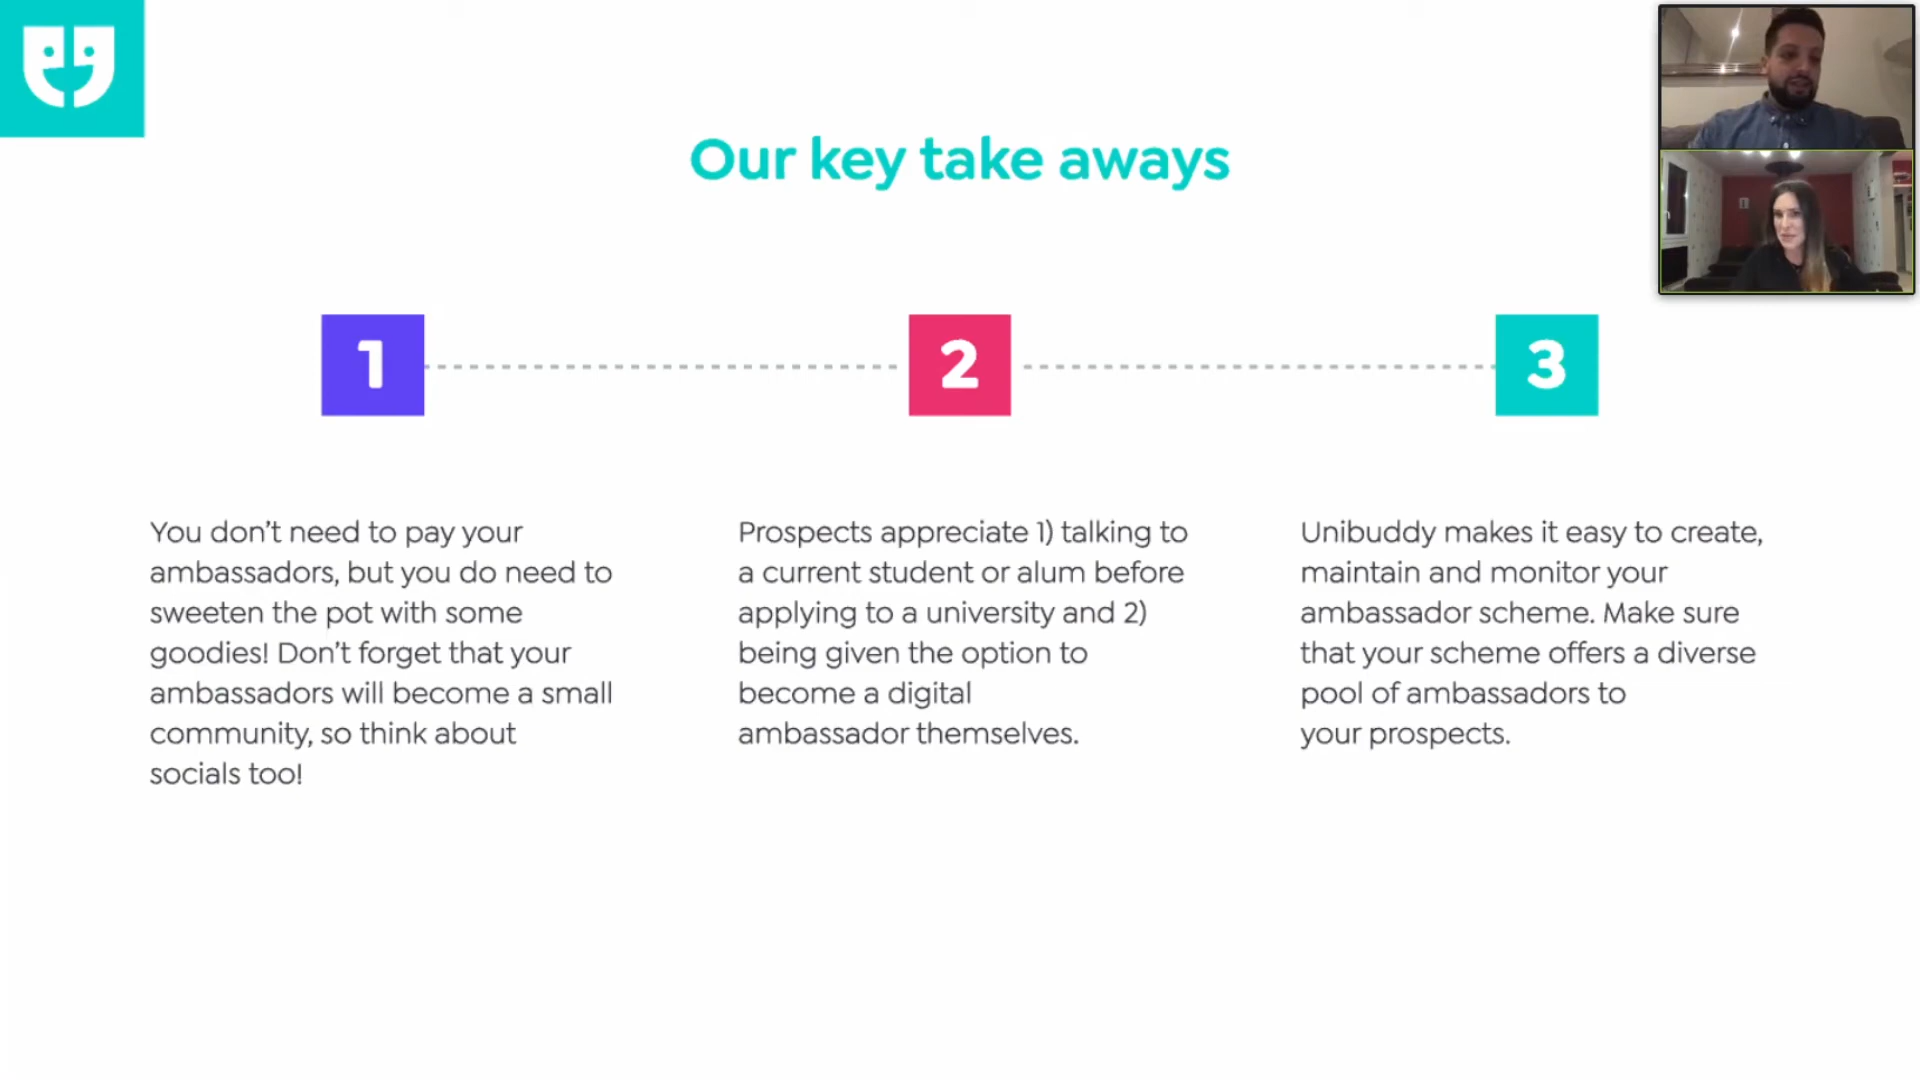 Our key take aways
1
2
3
You don't need to pay your
ambassadors, but you do need to
sweeten the pot with some
goodies! Don't forget that your
ambassadors will become a small
community, so think about
socials too!
Prospects appreciate 1) talking to
a current student or alum before
applying to a university and 2)
being given the option to
become a digital
ambassador themselves.
Unibuddy makes it easy to create,
maintain and monitor your
ambassador scheme. Make sure
that your scheme offers a diverse
pool of ambassadors to
your prospects.